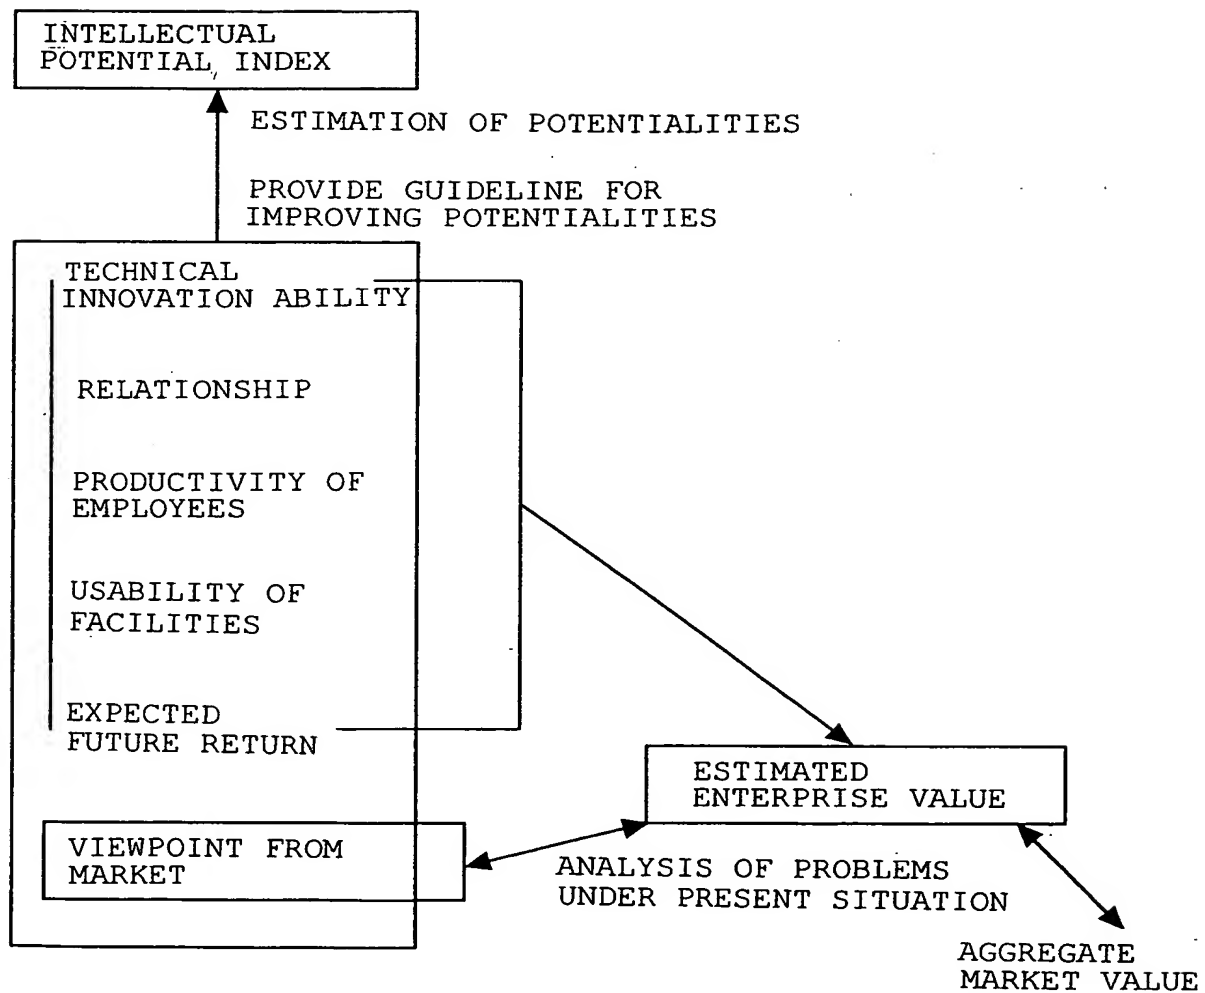 INTELLECTUAL
POTENTIAL INDEX
ESTIMATION OF POTENTIALITIES
PROVIDE GUIDELINE FOR
IMPROVING POTENTIALITIES
TECHNICAL
INNOVATION ABILITY
RELATIONSHIP
PRODUCTIVITY OF
EMPLOYEES
USABILITY OF
FACILITIES
EXPECTED
FUTURE RETURN
ESTIMATED
ENTERPRISE VALUE
VIEWPOINT FROM
MARKET
ANALYSIS OF PROBLEMS
UNDER PRESENT SITUATION
AGGREGATE
MARKET VALUE